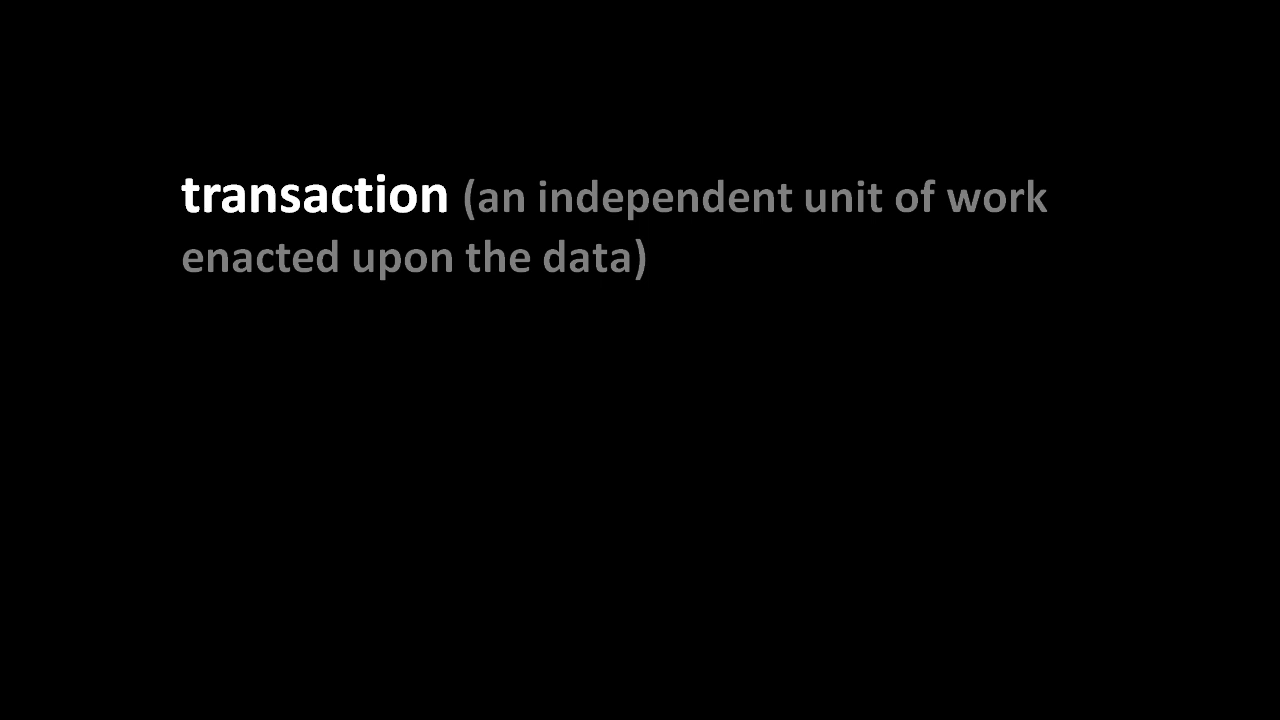 transaction (an independent unit of work
enacted upon the data)